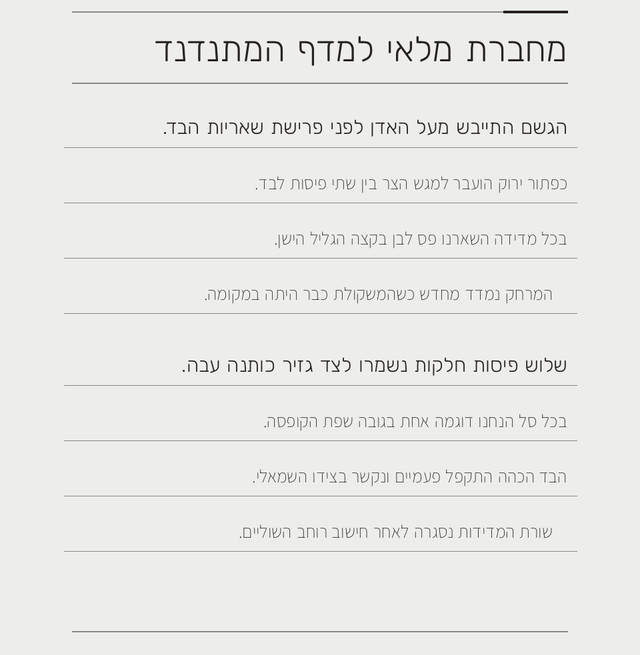 מחברת מלאי למדף המתנדנד
הגשם התייבש מעל האדן לפני פרישת שאריות הבד.
כפתור ירוק הועבר למגש הצר בין שתי פיסות לבד.
בכל מדידה השארנו פס לבן בקצה הגליל הישן.
המרחק נמדד מחדש כשהמשקולת כבר היתה במקומה.
שלוש פיסות חלקות נשמרו לצד גזיר כותנה עבה.
בכל סל הנחנו דוגמה אחת בגובה שפת הקופסה.
הבד הכהה התקפל פעמיים ונקשר בצידו השמאלי.
שורת המדידות נסגרה לאחר חישוב רוחב השוליים.